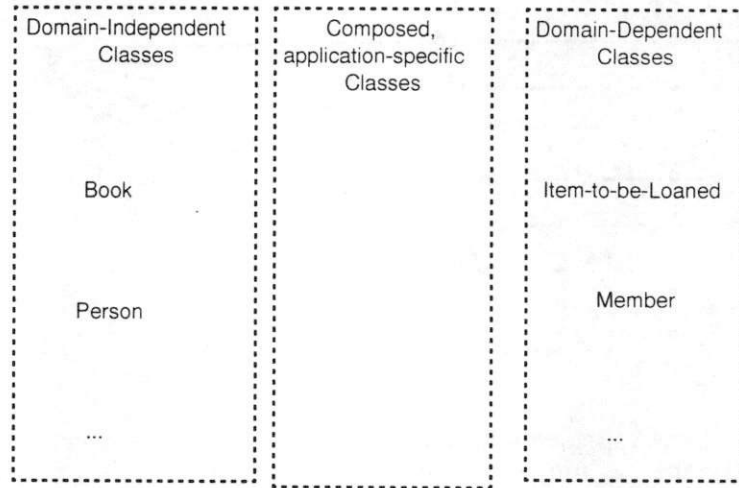 Domain-Independent
Classes
Book
Person
...
Composed,
application-specific
Classes
Domain-Dependent
Classes
Item-to-be-Loaned
Member
...